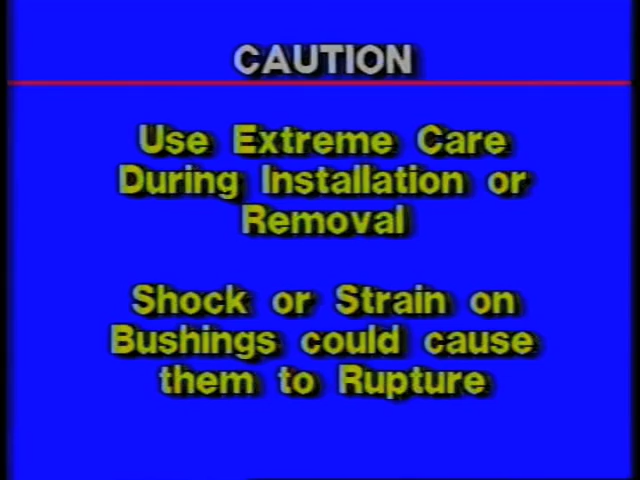 CAUTION
Use Extreme Care
During Installation or
Removal
Shock or Strain on
Bushings could cause
them to Rupture